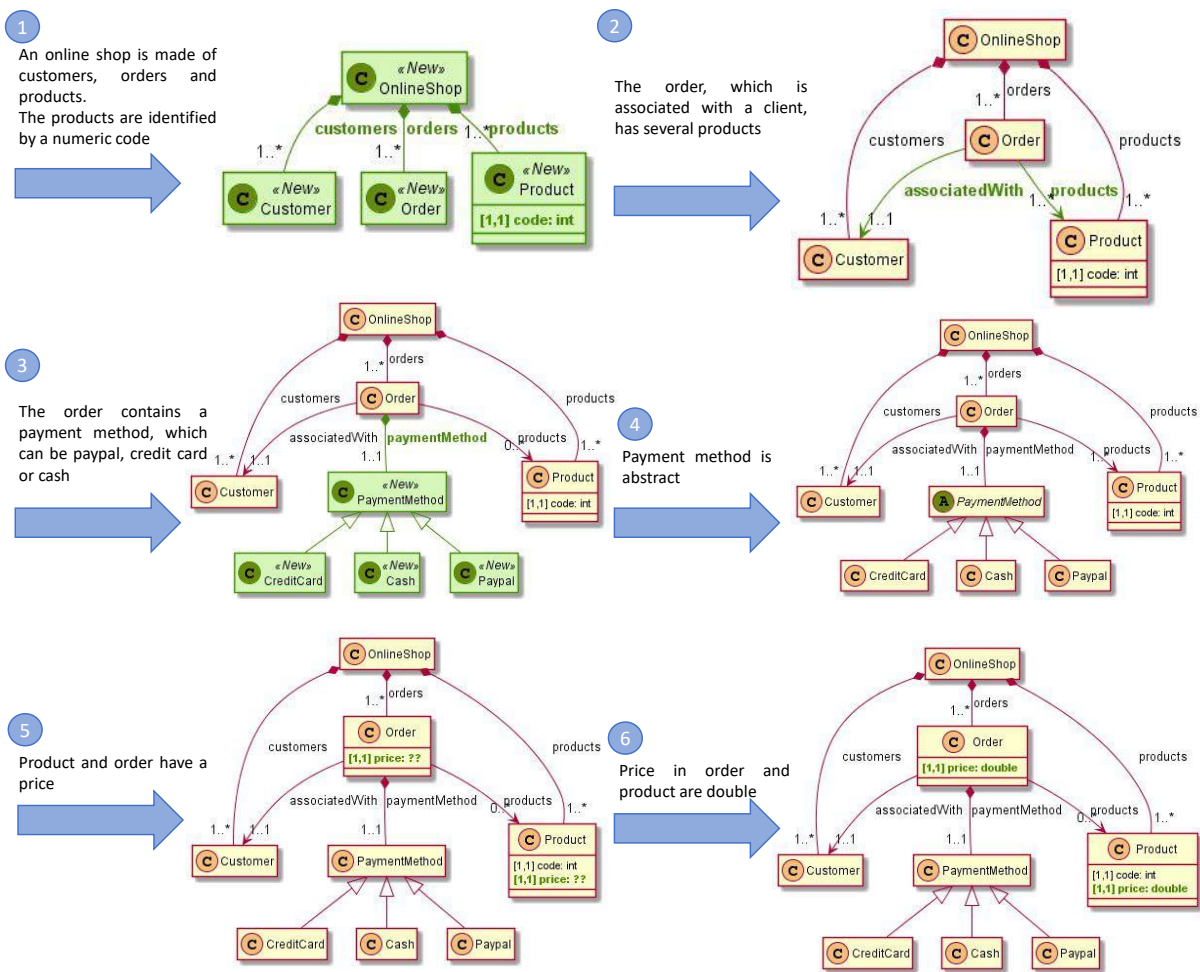 1
An online shop is made of
customers, orders and
products.
The products are identified
by a numeric code
C «New»
OnlineShop
customers orders products
1..* 1..* 1..*
C «New»
Customer
C «New»
Order
C «New»
Product
[1,1] code: int
2
The order, which is
associated with a client,
has several products
C OnlineShop
orders
1..*
customers
C Order
products
associatedWith products
1..* 1..1 1..* 1..*
C Customer
C Product
[1,1] code: int
3
The order contains a
payment method, which
can be paypal, credit card
or cash
C OnlineShop
orders
1..*
customers
C Order
products
associatedWith paymentMethod products
1..* 1..1 1..1 0..* 1..*
C Customer
C «New»
PaymentMethod
C Product
[1,1] code: int
C «New»
CreditCard
C «New»
Cash
C «New»
Paypal
4
Payment method is
abstract
C OnlineShop
orders
1..*
customers
C Order
products
associatedWith paymentMethod products
1..* 1..1 1..1 1..* 1..*
C Customer
A PaymentMethod
C Product
[1,1] code: int
C CreditCard
C Cash
C Paypal
5
Product and order have a
price
C OnlineShop
orders
1..*
customers
C Order
[1,1] price: ??
products
associatedWith paymentMethod products
1..* 1..1 1..1 0..* 1..*
C Customer
C PaymentMethod
C Product
[1,1] code: int
[1,1] price: ??
C CreditCard
C Cash
C Paypal
6
Price in order and
product are double
C OnlineShop
orders
1..*
customers
C Order
[1,1] price: double
products
associatedWith paymentMethod products
1..* 1..1 1..1 0..* 1..*
C Customer
C PaymentMethod
C Product
[1,1] code: int
[1,1] price: double
C CreditCard
C Cash
C Paypal